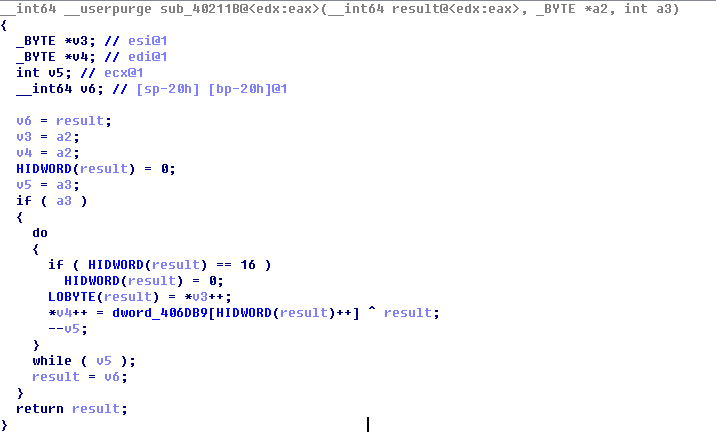 __int64 __userpurge sub_40211B@<edx:eax>(__int64 result@<edx:eax>, _BYTE *a2, int a3)
{
  _BYTE *v3; // esi@1
  _BYTE *v4; // edi@1
  int v5; // ecx@1
  __int64 v6; // [sp-20h] [bp-20h]@1

  v6 = result;
  v3 = a2;
  v4 = a2;
  HIDWORD(result) = 0;
  v5 = a3;
  if ( a3 )
  {
    do
    {
      if ( HIDWORD(result) == 16 )
        HIDWORD(result) = 0;
      LOBYTE(result) = *v3++;
      *v4++ = dword_406DB9[HIDWORD(result)++] ^ result;
      --v5;
    }
    while ( v5 );
    result = v6;
  }
  return result;
}